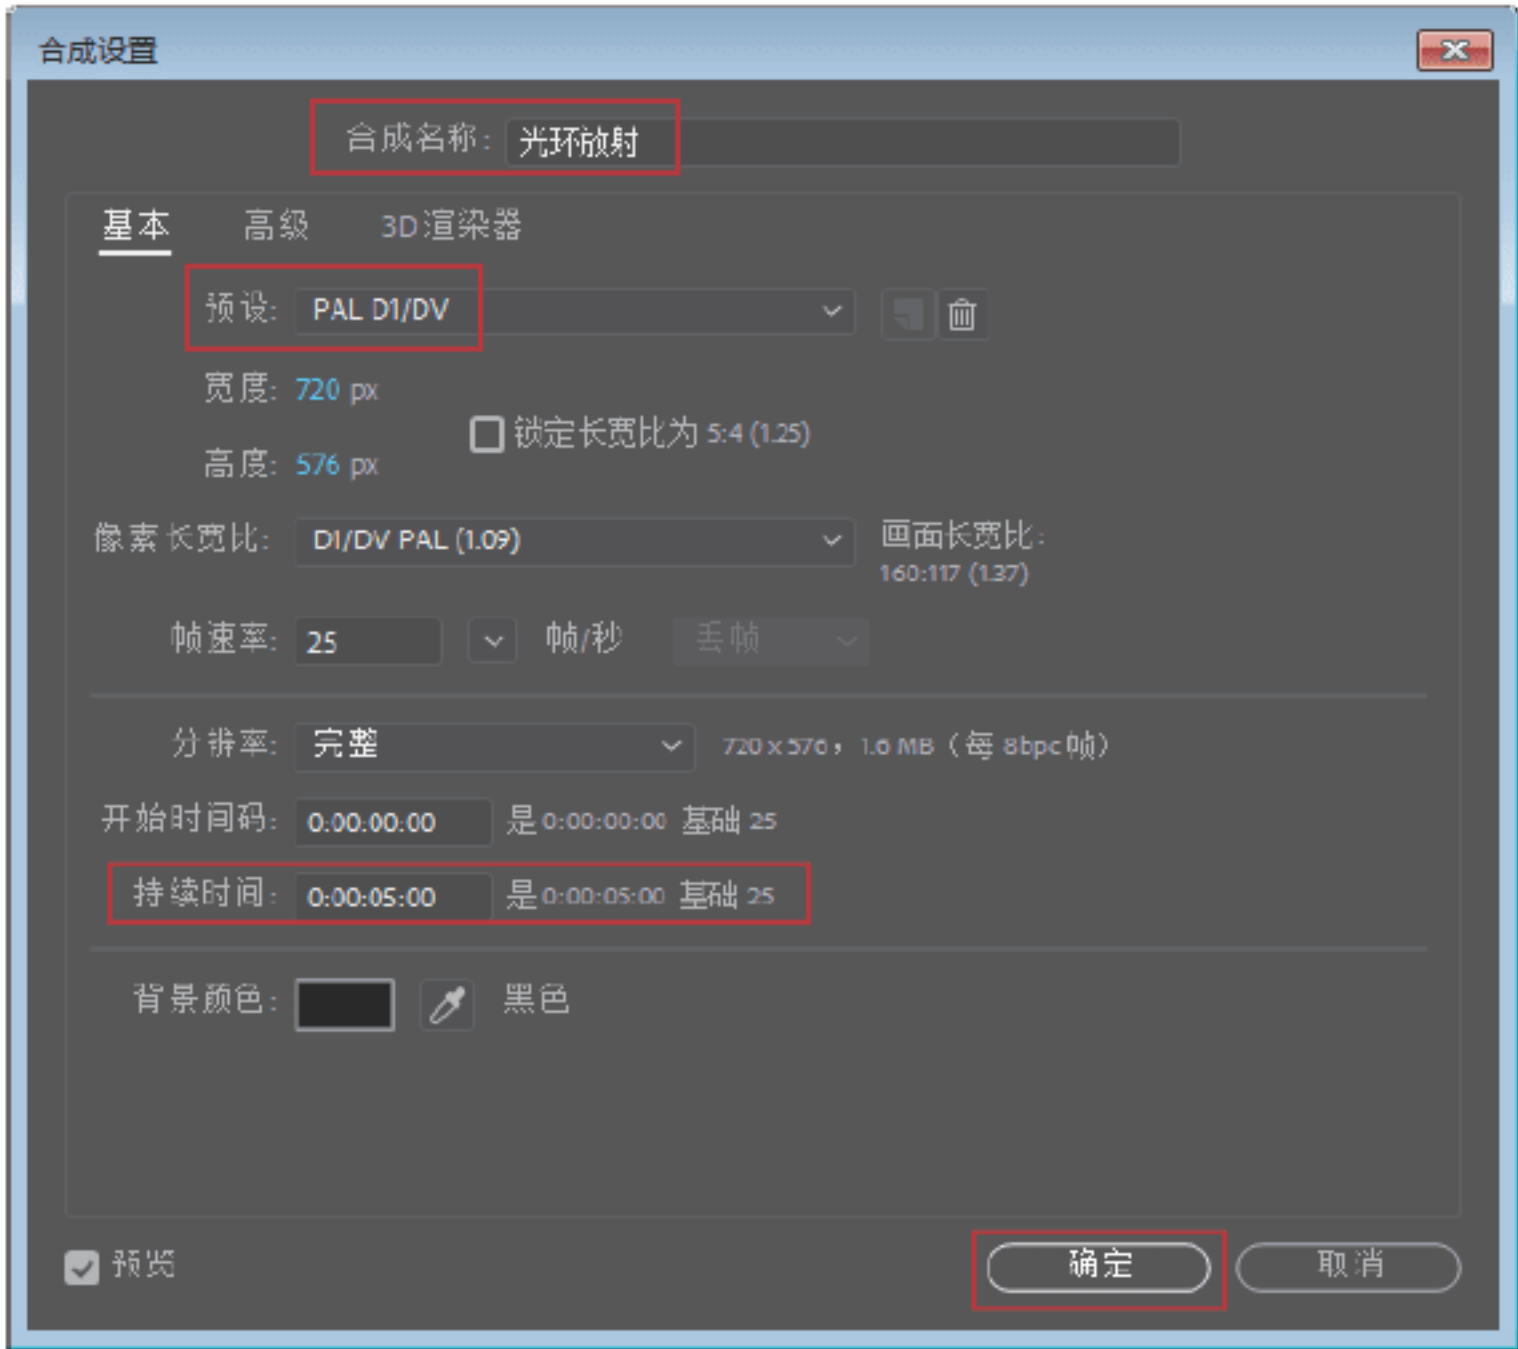 合成设置
合成名称: 光环放射
基本 高级 3D 渲染器
预设: PAL D1/DV
宽度: 720 px
锁定长宽比为 5:4 (1.25)
高度: 576 px
像素长宽比: D1/DV PAL (1.09)
画面长宽比:
160:117 (1.37)
帧速率: 25 帧/秒 丢帧
分辨率: 完整 720 x 576，1.6 MB（每 8bpc 帧）
开始时间码: 0:00:00:00 是 0:00:00:00 基础 25
持续时间: 0:00:05:00 是 0:00:05:00 基础 25
背景颜色: 黑色
预览 确定 取消